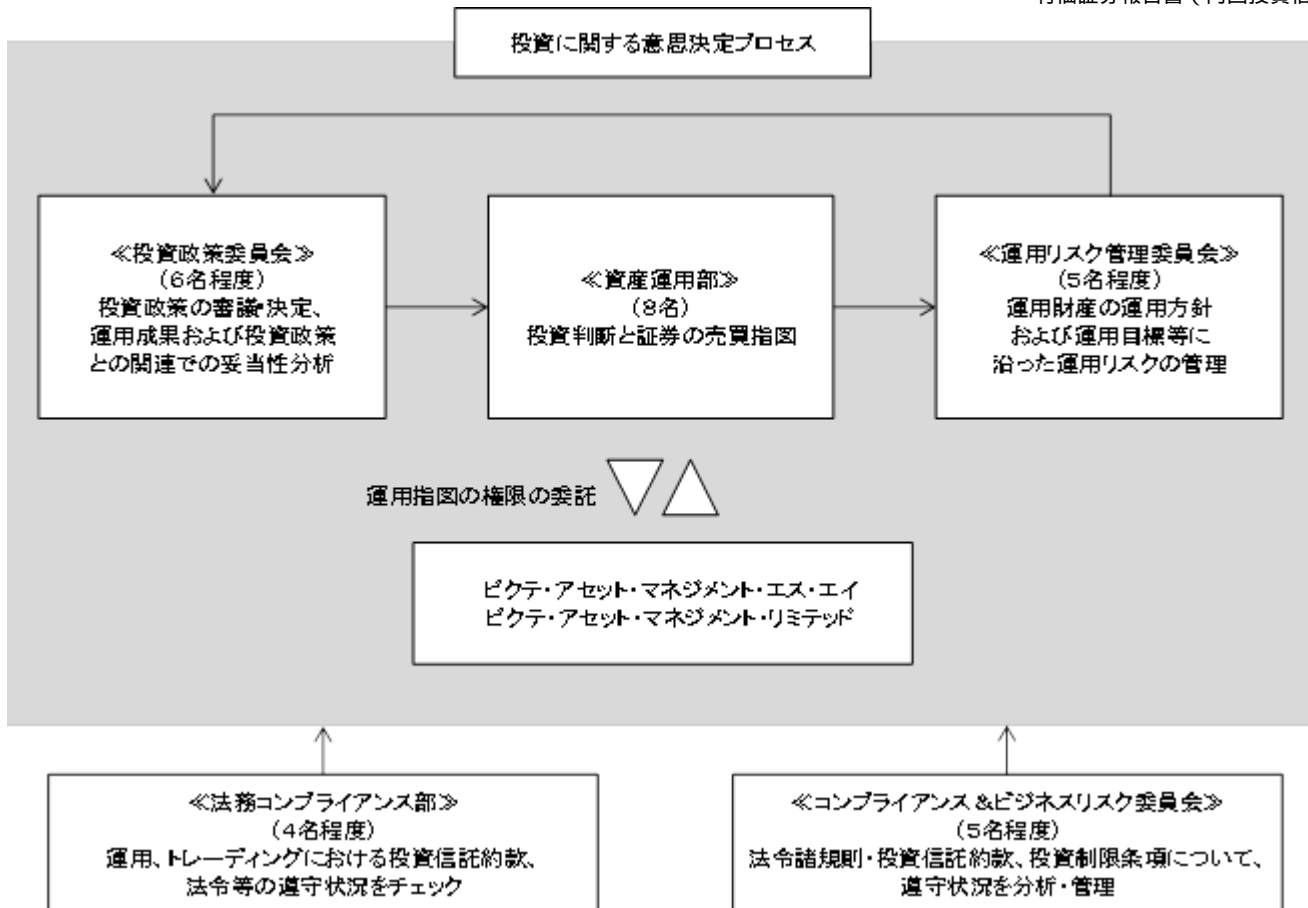 投資に関する意思決定プロセス
≪投資政策委員会≫
(6名程度)
投資政策の審議・決定、
運用成果および投資政策
との関連での妥当性分析
≪資産運用部≫
(8名)
投資判断と証券の売買指図
≪運用リスク管理委員会≫
(5名程度)
運用財産の運用方針
および運用目標等に
沿った運用リスクの管理
運用指図の権限の委託
ピクテ・アセット・マネジメント・エス・エイ
ピクテ・アセット・マネジメント・リミテッド
≪法務コンプライアンス部≫
(4名程度)
運用、トレーディングにおける投資信託約款、
法令等の遵守状況をチェック
≪コンプライアンス&ビジネスリスク委員会≫
(5名程度)
法令諸規則・投資信託約款、投資制限条項について、
遵守状況を分析・管理